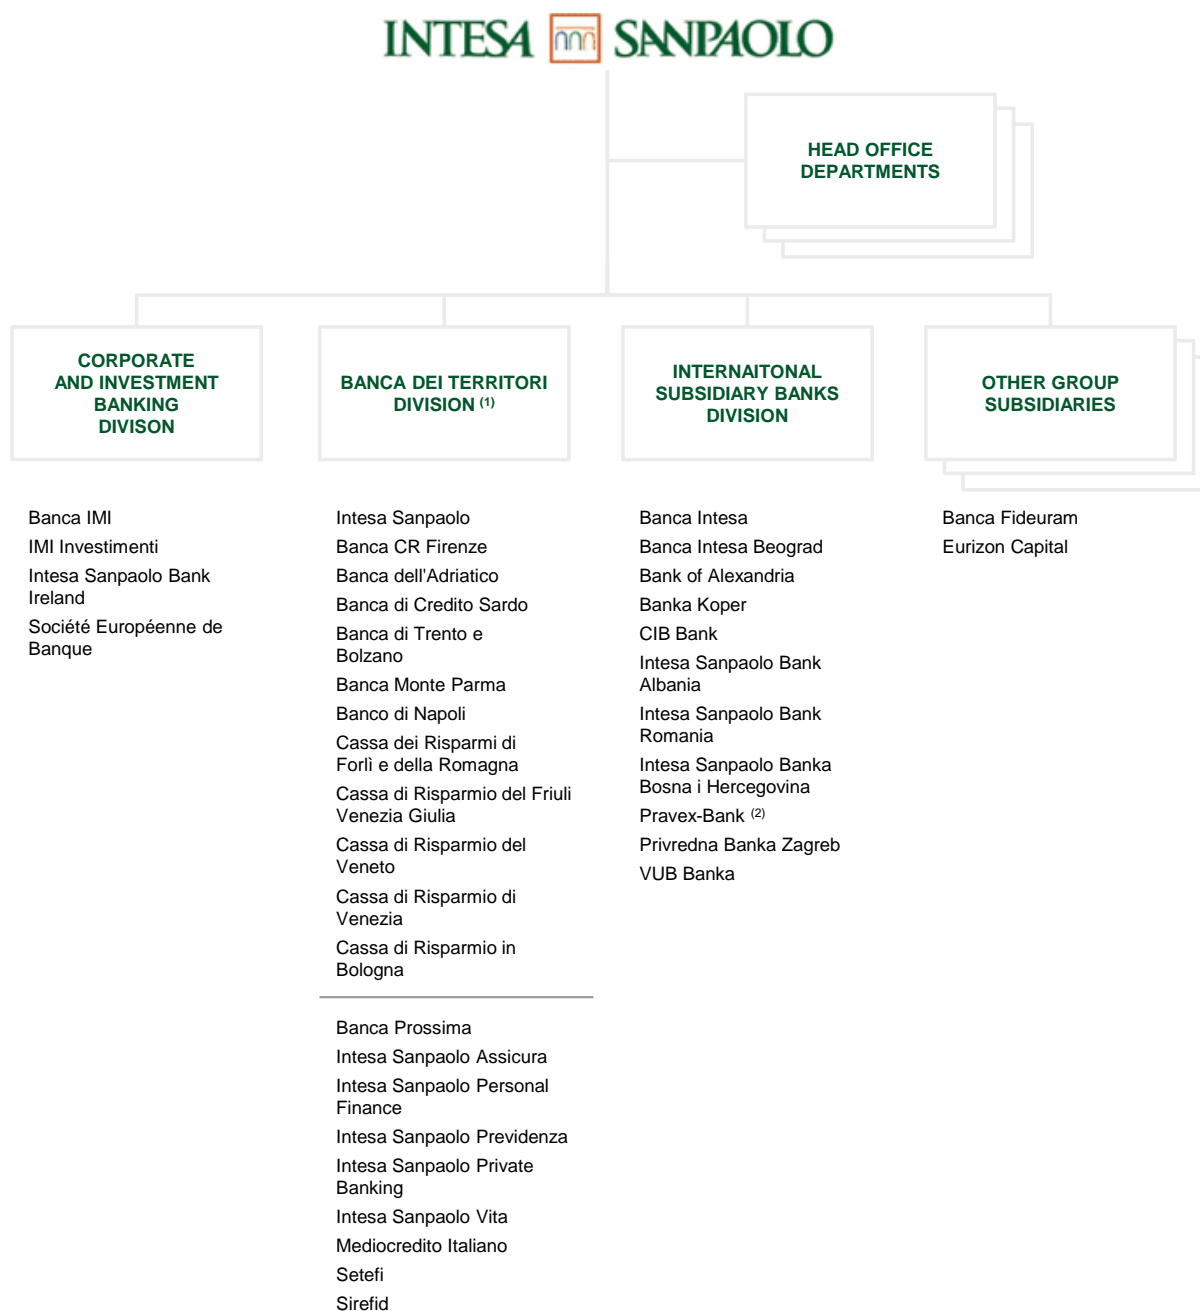 INTESA SANPAOLO
HEAD OFFICE
DEPARTMENTS
CORPORATE
AND INVESTMENT
BANKING
DIVISON
BANCA DEI TERRITORI
DIVISION (1)
INTERNAITONAL
SUBSIDIARY BANKS
DIVISION
OTHER GROUP
SUBSIDIARIES
Banca IMI
IMI Investimenti
Intesa Sanpaolo Bank
Ireland
Société Européenne de
Banque
Intesa Sanpaolo
Banca CR Firenze
Banca dell'Adriatico
Banca di Credito Sardo
Banca di Trento e
Bolzano
Banca Monte Parma
Banco di Napoli
Cassa dei Risparmi di
Forlì e della Romagna
Cassa di Risparmio del Friuli
Venezia Giulia
Cassa di Risparmio del
Veneto
Cassa di Risparmio di
Venezia
Cassa di Risparmio in
Bologna
Banca Prossima
Intesa Sanpaolo Assicura
Intesa Sanpaolo Personal
Finance
Intesa Sanpaolo Previdenza
Intesa Sanpaolo Private
Banking
Intesa Sanpaolo Vita
Mediocredito Italiano
Setefi
Sirefid
Banca Intesa
Banca Intesa Beograd
Bank of Alexandria
Banka Koper
CIB Bank
Intesa Sanpaolo Bank
Albania
Intesa Sanpaolo Bank
Romania
Intesa Sanpaolo Banka
Bosna i Hercegovina
Pravex-Bank (2)
Privredna Banka Zagreb
VUB Banka
Banca Fideuram
Eurizon Capital